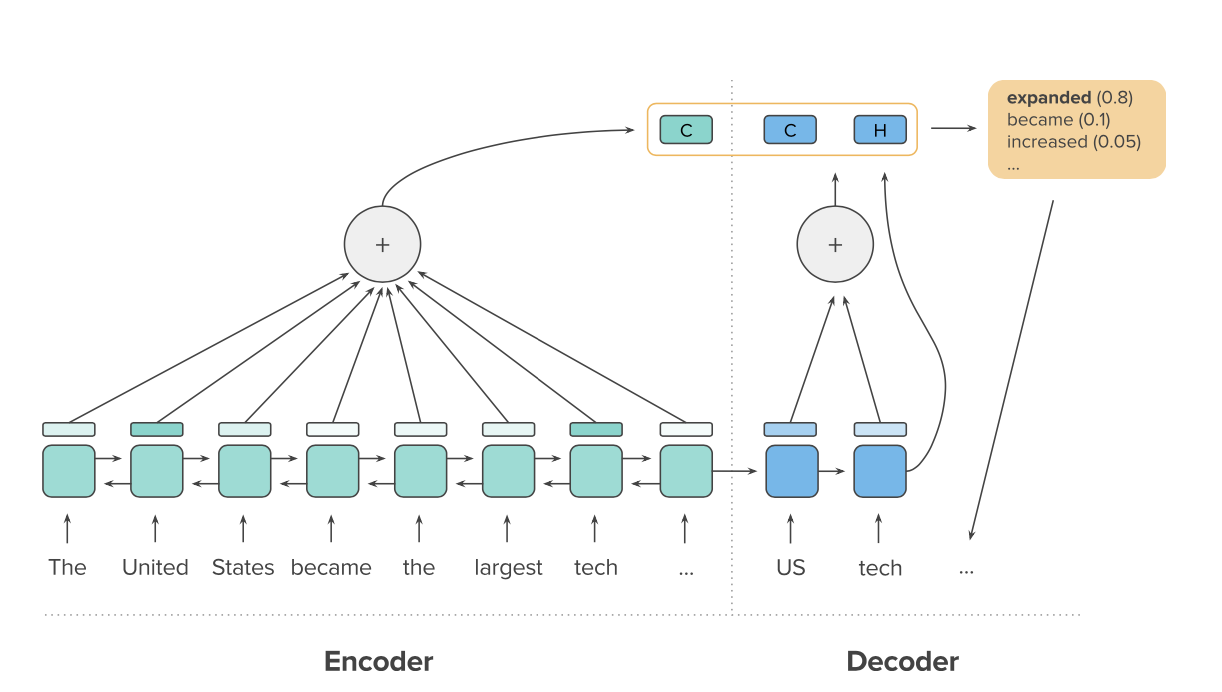 C C H
expanded (0.8)
became (0.1)
increased (0.05)
...
+ +
The United States became the largest tech ... US tech ...
Encoder Decoder